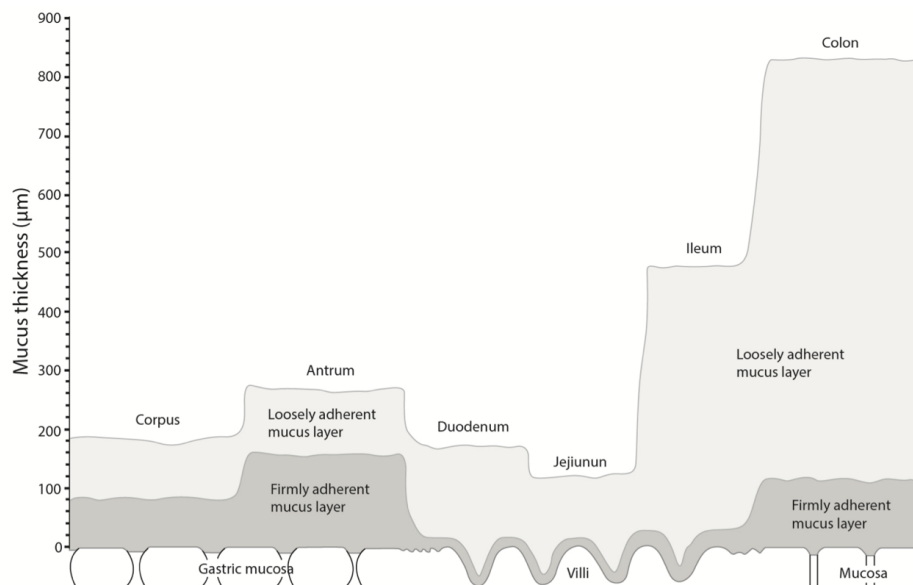 900
800
700
600
500
400
300
200
100
0
Mucus thickness (µm)
Corpus
Antrum
Duodenum
Jejiunun
Ileum
Colon
Loosely adherent
mucus layer
Firmly adherent
mucus layer
Loosely adherent
mucus layer
Firmly adherent
mucus layer
Gastric mucosa
Villi
Mucosa